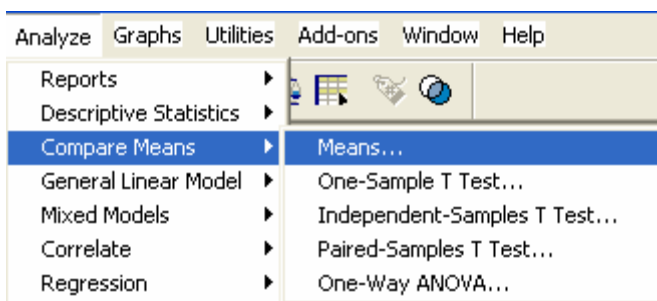 Analyze Graphs Utilities Add-ons Window Help
Reports
Descriptive Statistics
Compare Means
General Linear Model
Mixed Models
Correlate
Regression
Means...
One-Sample T Test...
Independent-Samples T Test...
Paired-Samples T Test...
One-Way ANOVA...